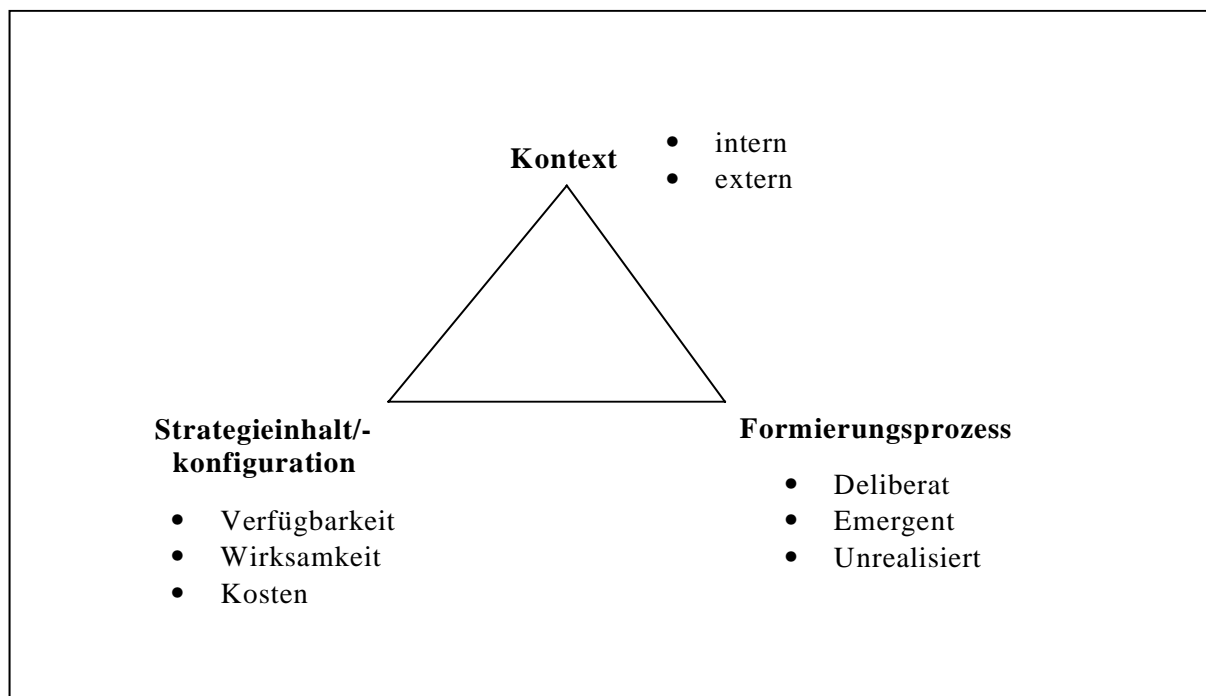 Kontext
• intern
• extern
Strategieinhalt/-
konfiguration
• Verfügbarkeit
• Wirksamkeit
• Kosten
Formierungsprozess
• Deliberat
• Emergent
• Unrealisiert